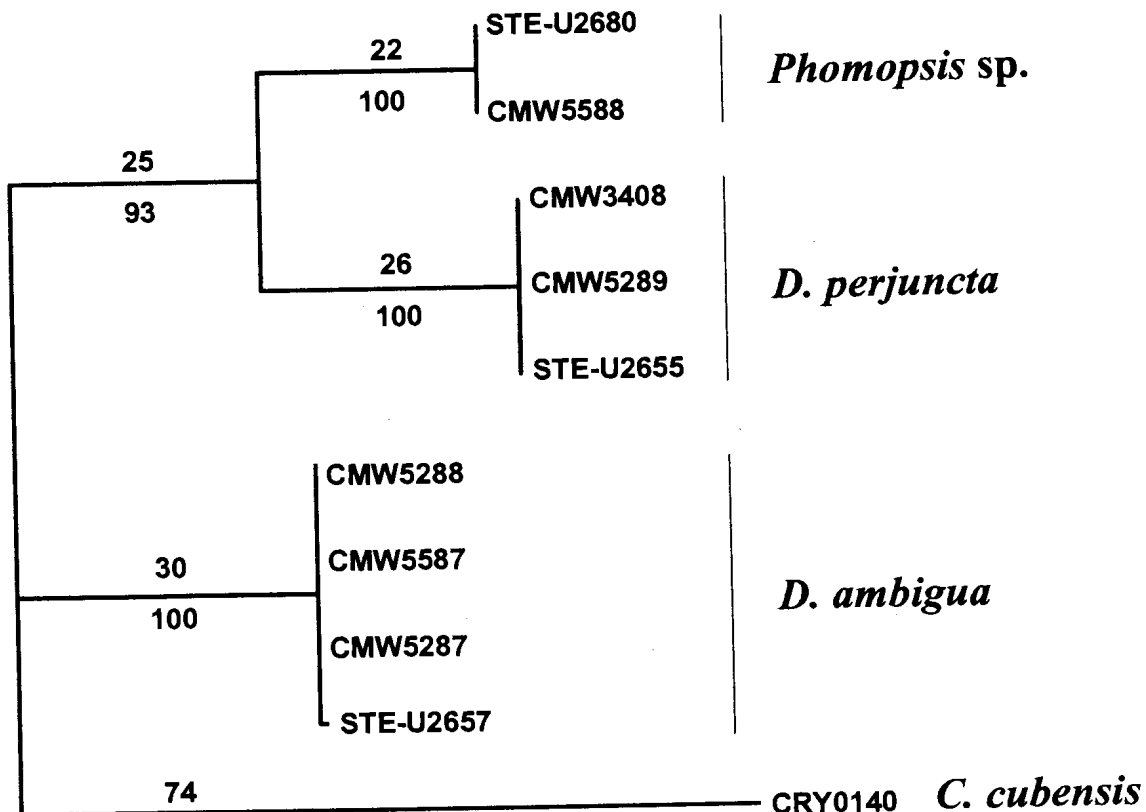 STE-U2680
22
Phomopsis sp.
100
CMW5588
25
93
CMW3408
26
CMW5289
D. perjuncta
100
STE-U2655
CMW5288
30
CMW5587
100
D. ambigua
CMW5287
STE-U2657
74
CRY0140 C. cubensis